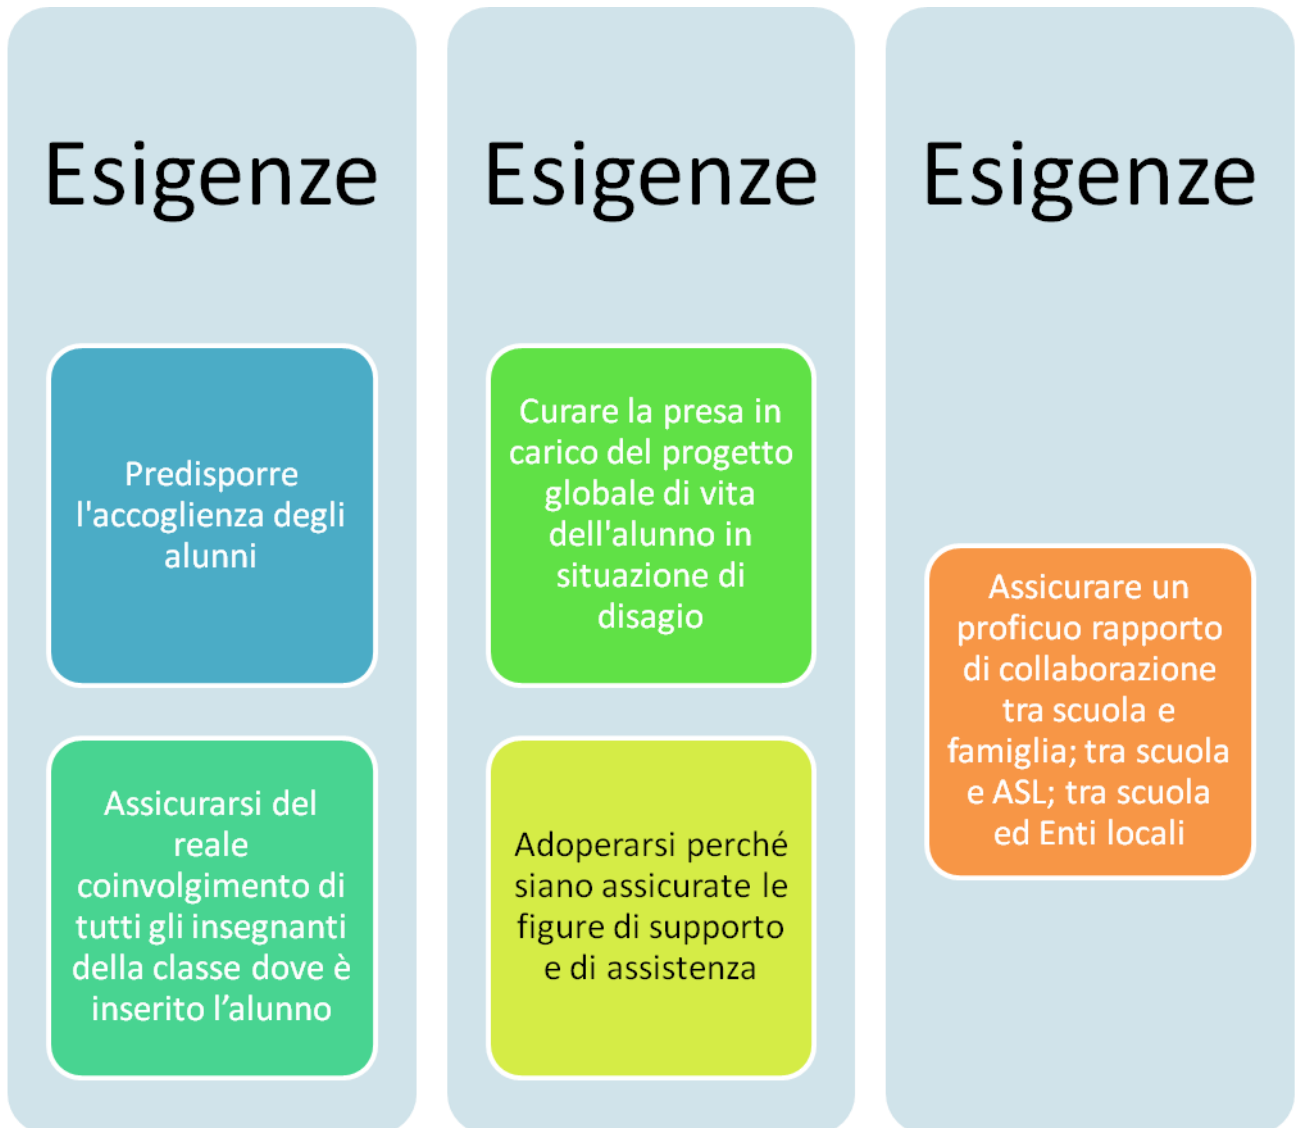 Esigenze
Predisporre
l'accoglienza degli
alunni
Assicurarsi del
reale
coinvolgimento di
tutti gli insegnanti
della classe dove è
inserito l’alunno
Esigenze
Curare la presa in
carico del progetto
globale di vita
dell'alunno in
situazione di
disagio
Adoperarsi perché
siano assicurate le
figure di supporto
e di assistenza
Esigenze
Assicurare un
proficuo rapporto
di collaborazione
tra scuola e
famiglia; tra scuola
e ASL; tra scuola
ed Enti locali